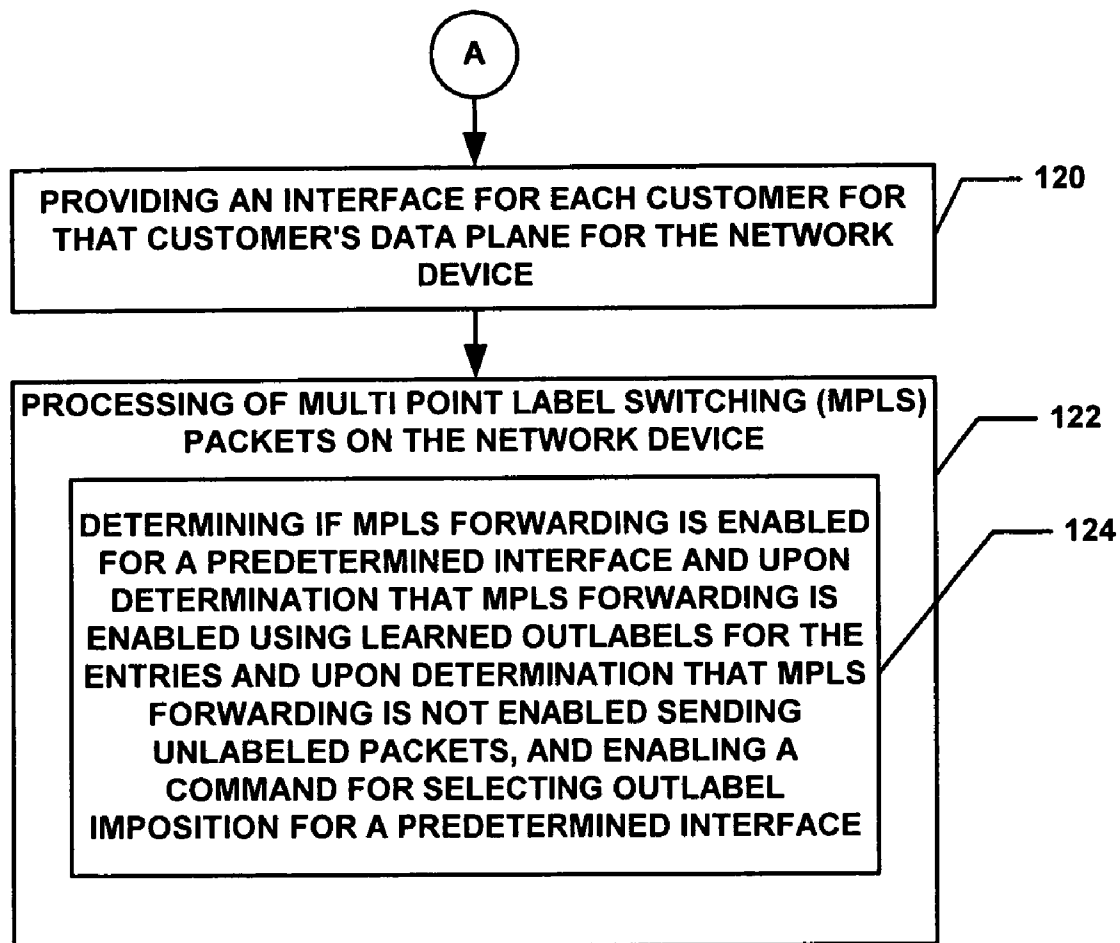 A
PROVIDING AN INTERFACE FOR EACH CUSTOMER FOR
THAT CUSTOMER'S DATA PLANE FOR THE NETWORK
DEVICE
120
PROCESSING OF MULTI POINT LABEL SWITCHING (MPLS)
PACKETS ON THE NETWORK DEVICE
122
DETERMINING IF MPLS FORWARDING IS ENABLED
FOR A PREDETERMINED INTERFACE AND UPON
DETERMINATION THAT MPLS FORWARDING IS
ENABLED USING LEARNED OUTLABELS FOR THE
ENTRIES AND UPON DETERMINATION THAT MPLS
FORWARDING IS NOT ENABLED SENDING
UNLABELED PACKETS, AND ENABLING A
COMMAND FOR SELECTING OUTLABEL
IMPOSITION FOR A PREDETERMINED INTERFACE
124